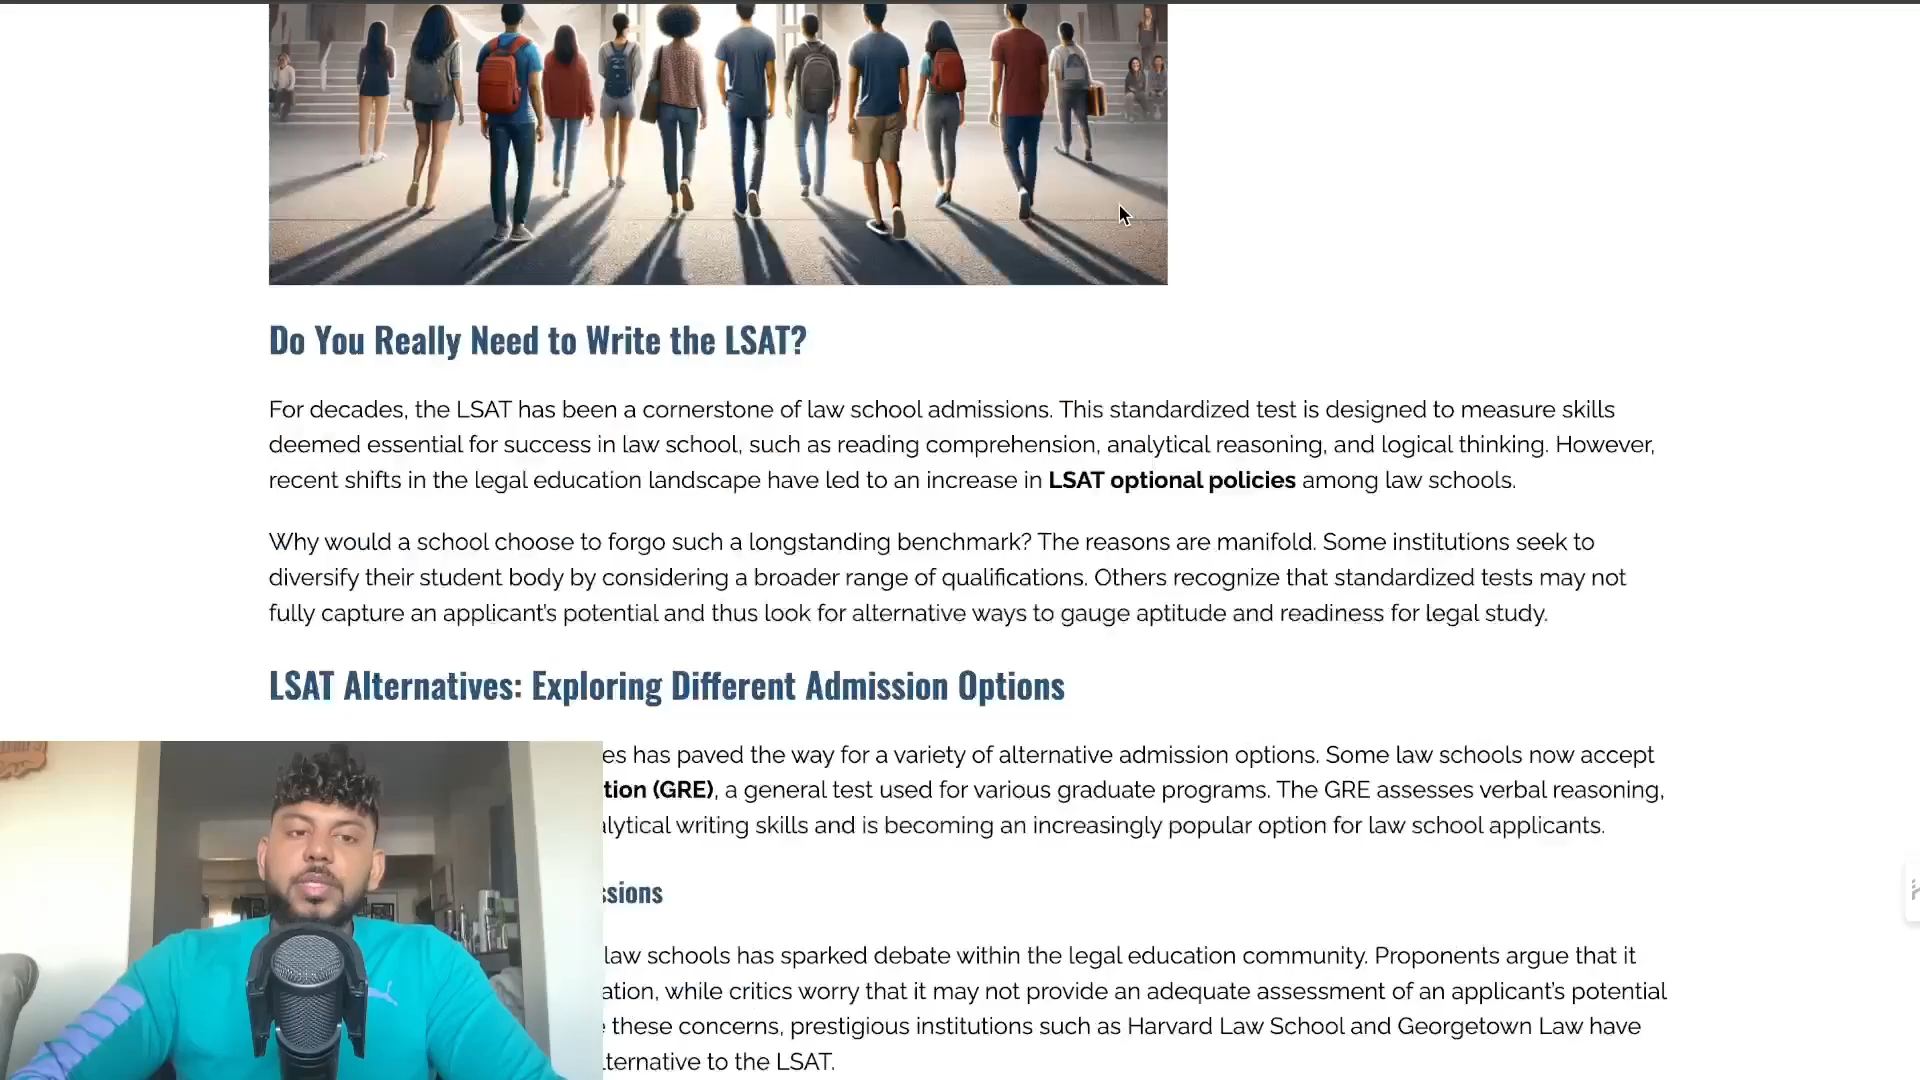 Do You Really Need to Write the LSAT?
For decades, the LSAT has been a cornerstone of law school admissions. This standardized test is designed to measure skills
deemed essential for success in law school, such as reading comprehension, analytical reasoning, and logical thinking. However,
recent shifts in the legal education landscape have led to an increase in LSAT optional policies among law schools.
Why would a school choose to forgo such a longstanding benchmark? The reasons are manifold. Some institutions seek to
diversify their student body by considering a broader range of qualifications. Others recognize that standardized tests may not
fully capture an applicant's potential and thus look for alternative ways to gauge aptitude and readiness for legal study.
LSAT Alternatives: Exploring Different Admission Options
es has paved the way for a variety of alternative admission options. Some law schools now accept
tion (GRE), a general test used for various graduate programs. The GRE assesses verbal reasoning,
alytical writing skills and is becoming an increasingly popular option for law school applicants.
ssions
law schools has sparked debate within the legal education community. Proponents argue that it
ation, while critics worry that it may not provide an adequate assessment of an applicant's potential
these concerns, prestigious institutions such as Harvard Law School and Georgetown Law have
lternative to the LSAT.